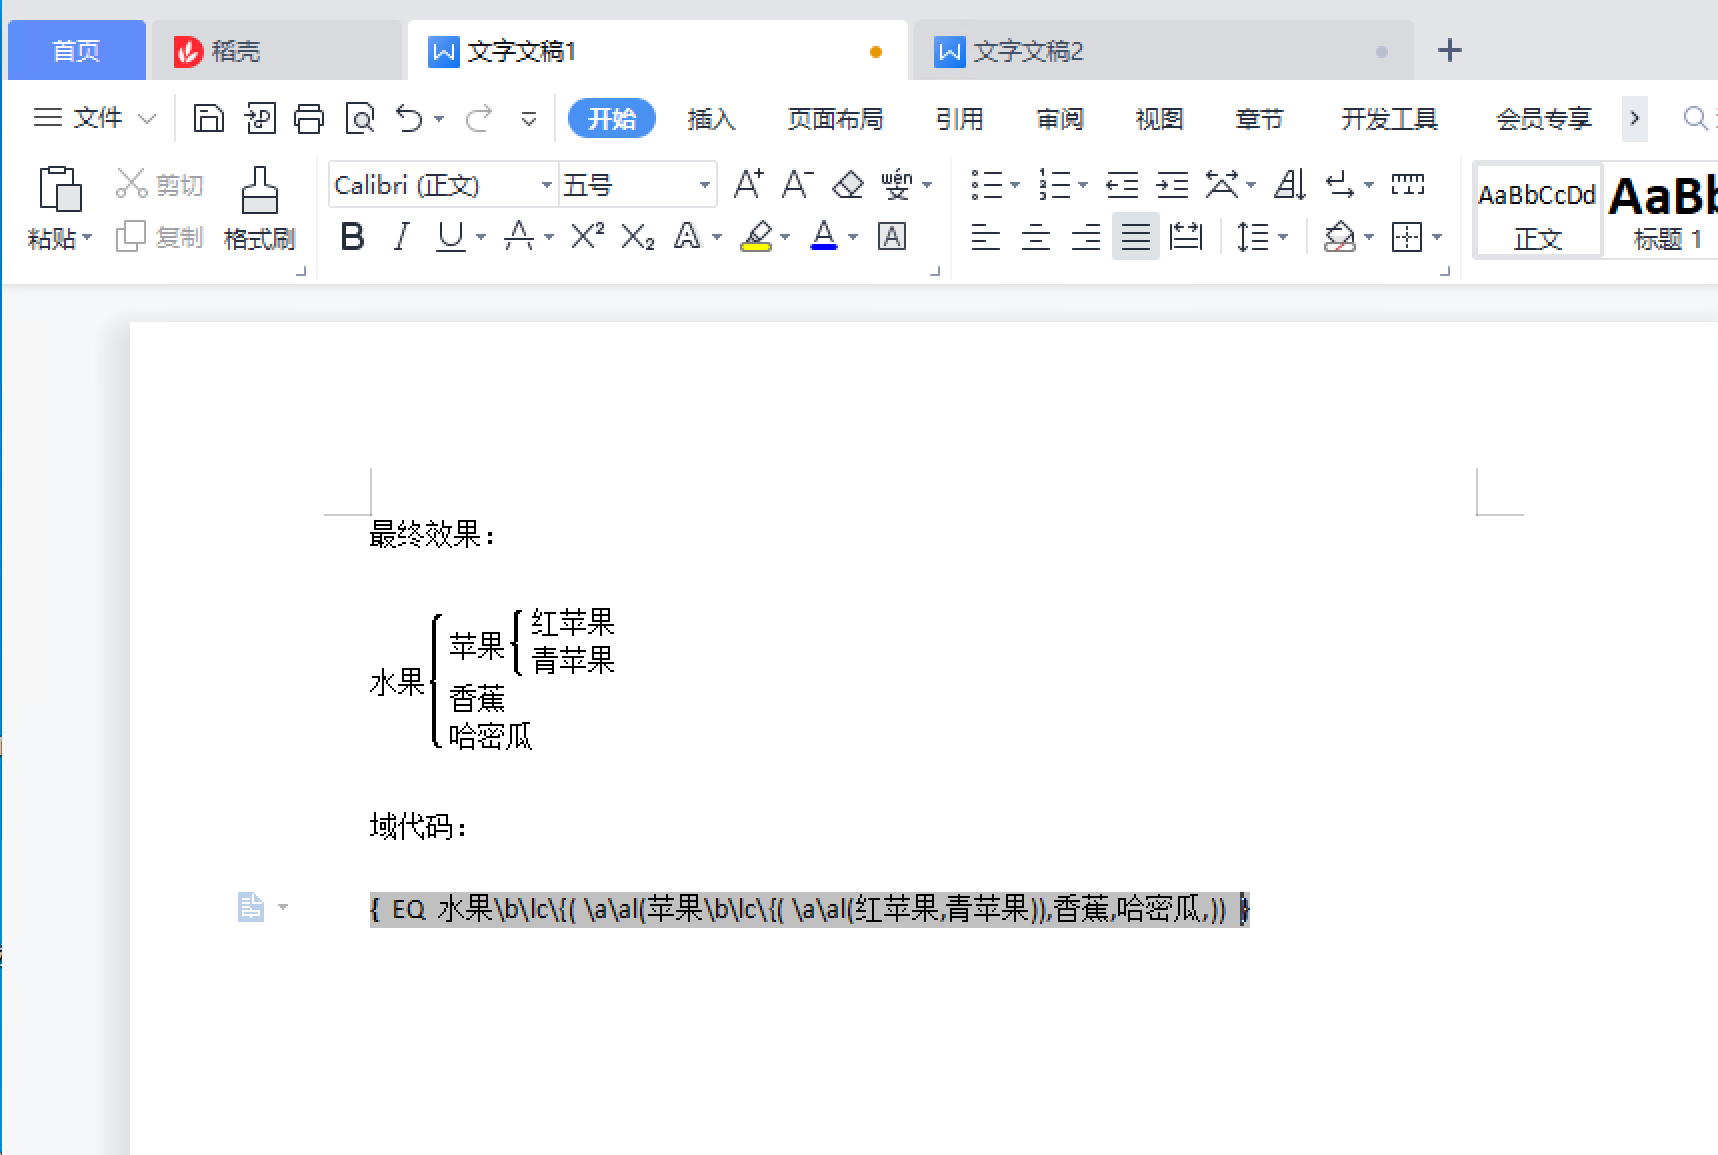 首页 稻壳 文字文稿1 文字文稿2
文件 开始 插入 页面布局 引用 审阅 视图 章节 开发工具 会员专享
粘贴 剪切 复制 格式刷
Calibri (正文) 五号 A⁺ A⁻ wén 变
B I U A X² X₂ A A A
AaBbCcDd AaBb
正文 标题 1
最终效果：
水果
苹果
红苹果
青苹果
香蕉
哈密瓜
域代码：
{ EQ 水果\b\lc\{( \a\al(苹果\b\lc\{( \a\al(红苹果,青苹果)),香蕉,哈密瓜,)) }